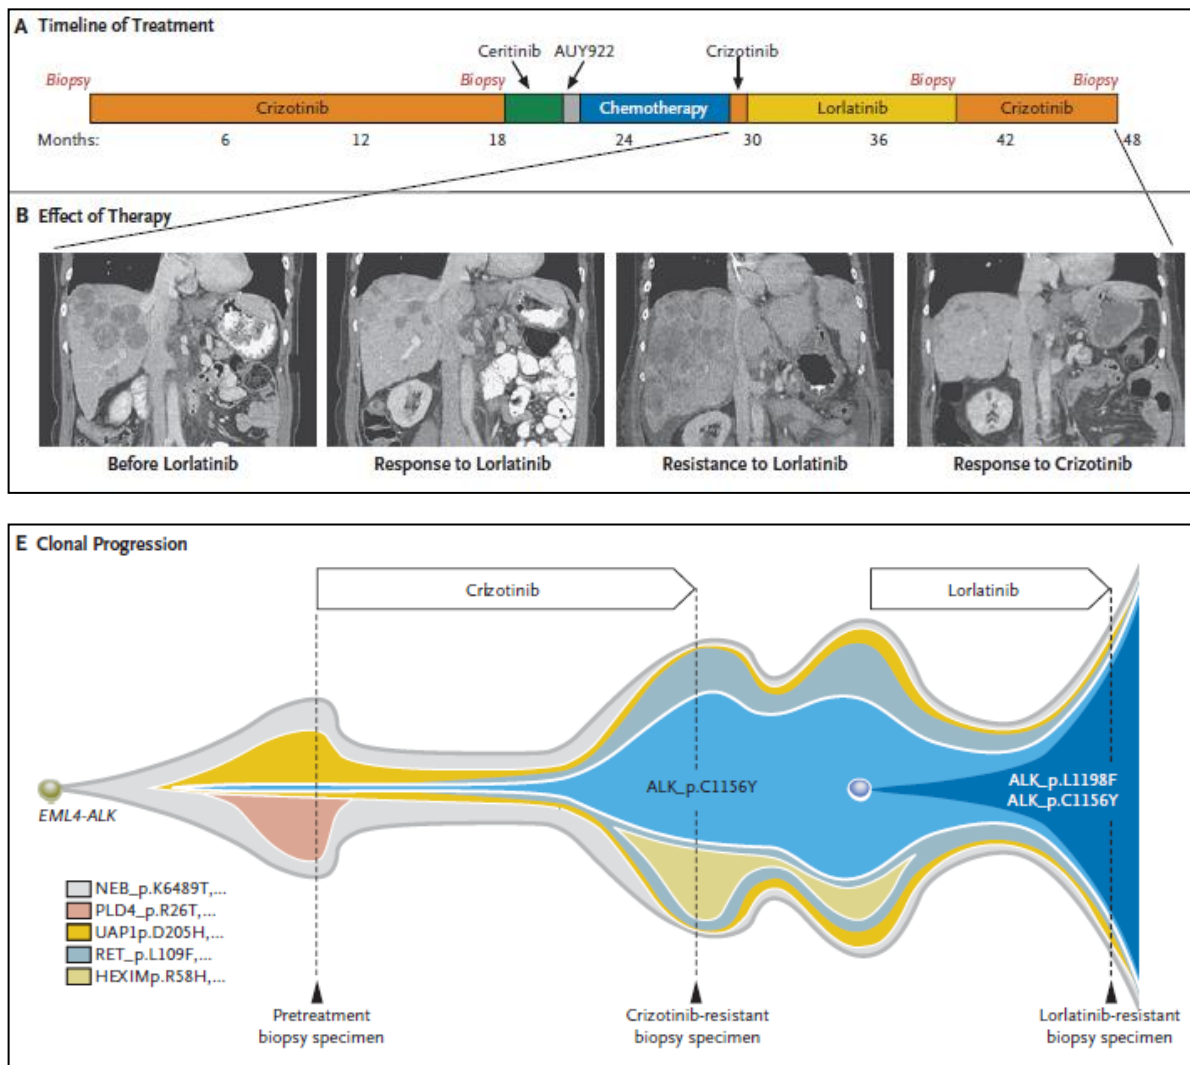 A Timeline of Treatment
Ceritinib AUY922 Crizotinib
Biopsy Biopsy Biopsy Biopsy
Crizotinib Chemotherapy Lorlatinib Crizotinib
Months: 6 12 18 24 30 36 42 48
B Effect of Therapy
Before Lorlatinib Response to Lorlatinib Resistance to Lorlatinib Response to Crizotinib
E Clonal Progression
Crizotinib Lorlatinib
ALK_p.C1156Y
ALK_p.L1198F
ALK_p.C1156Y
EML4-ALK
NEB_p.K6489T,...
PLD4_p.R26T,...
UAP1p.D205H,...
RET_p.L109F,...
HEXIMp.R58H,...
Pretreatment
biopsy specimen
Crizotinib-resistant
biopsy specimen
Lorlatinib-resistant
biopsy specimen